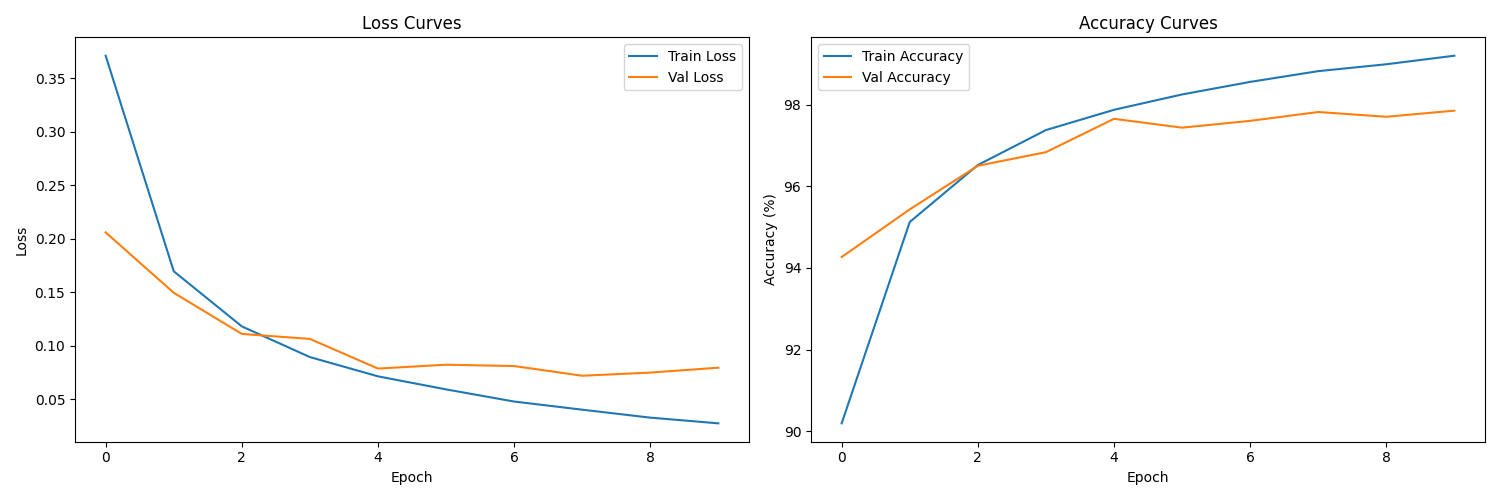 Loss Curves
Train Loss
Val Loss
0.35
0.30
0.25
0.20
0.15
0.10
0.05
Loss
0 2 4 6 8
Epoch
Accuracy Curves
Train Accuracy
Val Accuracy
98
96
94
92
90
Accuracy (%)
0 2 4 6 8
Epoch